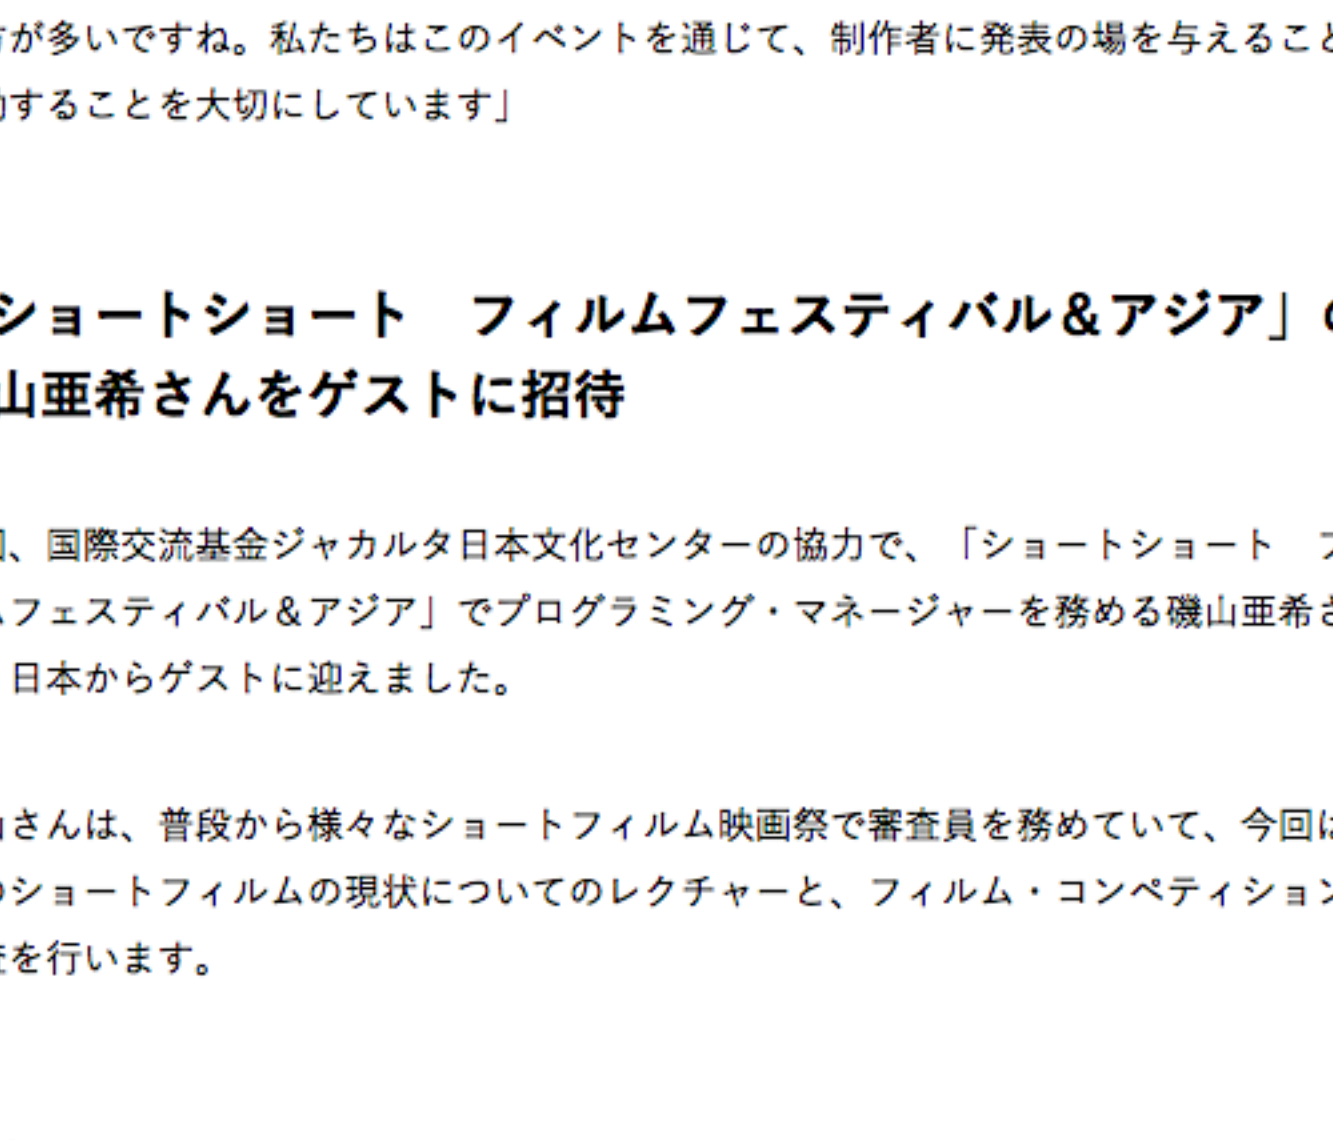 が多いですね。私たちはこのイベントを通じて、制作者に発表の場を与えること
することを大切にしています」
ショートショート　フィルムフェスティバル＆アジア」の
山亜希さんをゲストに招待
、国際交流基金ジャカルタ日本文化センターの協力で、「ショートショート　フ
ムフェスティバル＆アジア」でプログラミング・マネージャーを務める磯山亜希さ
日本からゲストに迎えました。
さんは、普段から様々なショートフィルム映画祭で審査員を務めていて、今回は
のショートフィルムの現状についてのレクチャーと、フィルム・コンペティション
を行います。